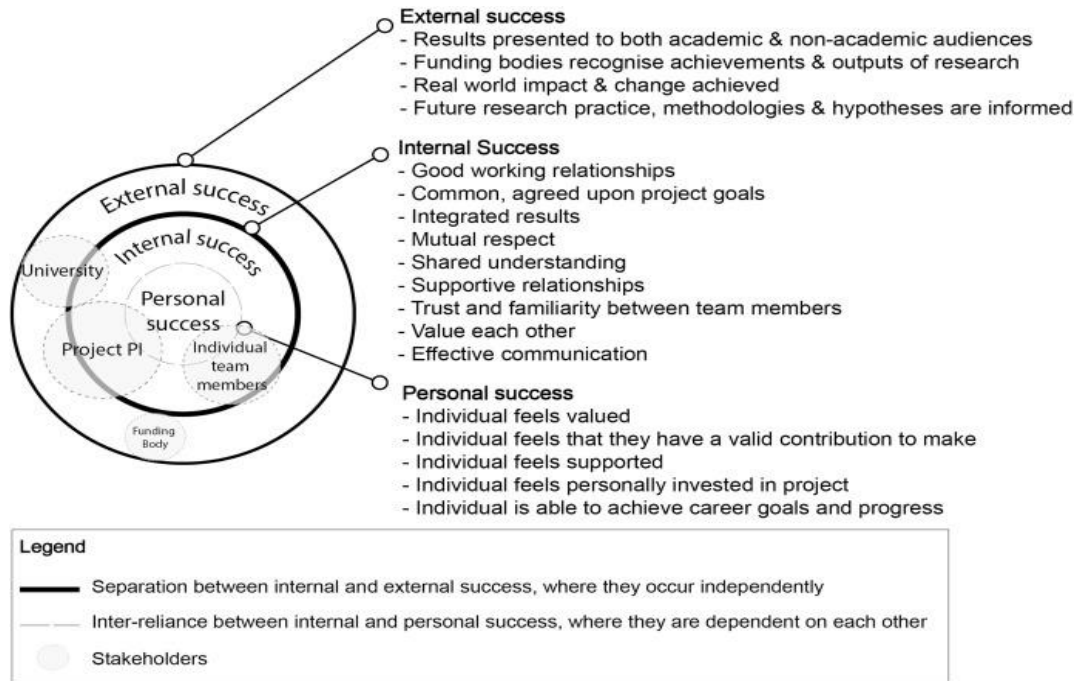 External success
- Results presented to both academic & non-academic audiences
- Funding bodies recognise achievements & outputs of research
- Real world impact & change achieved
- Future research practice, methodologies & hypotheses are informed
Internal Success
- Good working relationships
- Common, agreed upon project goals
- Integrated results
- Mutual respect
- Shared understanding
- Supportive relationships
- Trust and familiarity between team members
- Value each other
- Effective communication
Personal success
- Individual feels valued
- Individual feels that they have a valid contribution to make
- Individual feels supported
- Individual feels personally invested in project
- Individual is able to achieve career goals and progress
External success
Internal success
University
Personal
success
Project PI
Individual
team
members
Funding
Body
Legend
Separation between internal and external success, where they occur independently
Inter-reliance between internal and personal success, where they are dependent on each other
Stakeholders